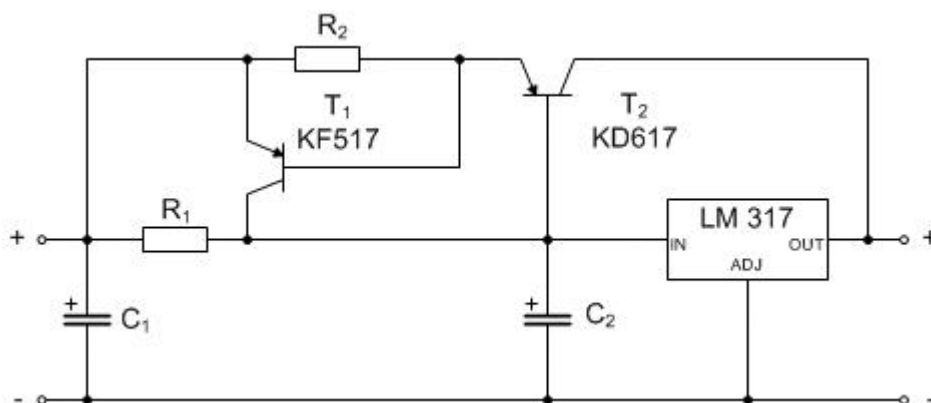 R₂
T₁
KF517
T₂
KD617
R₁
LM 317
+
IN
OUT
+
ADJ
+
C₁
+
C₂
-
-